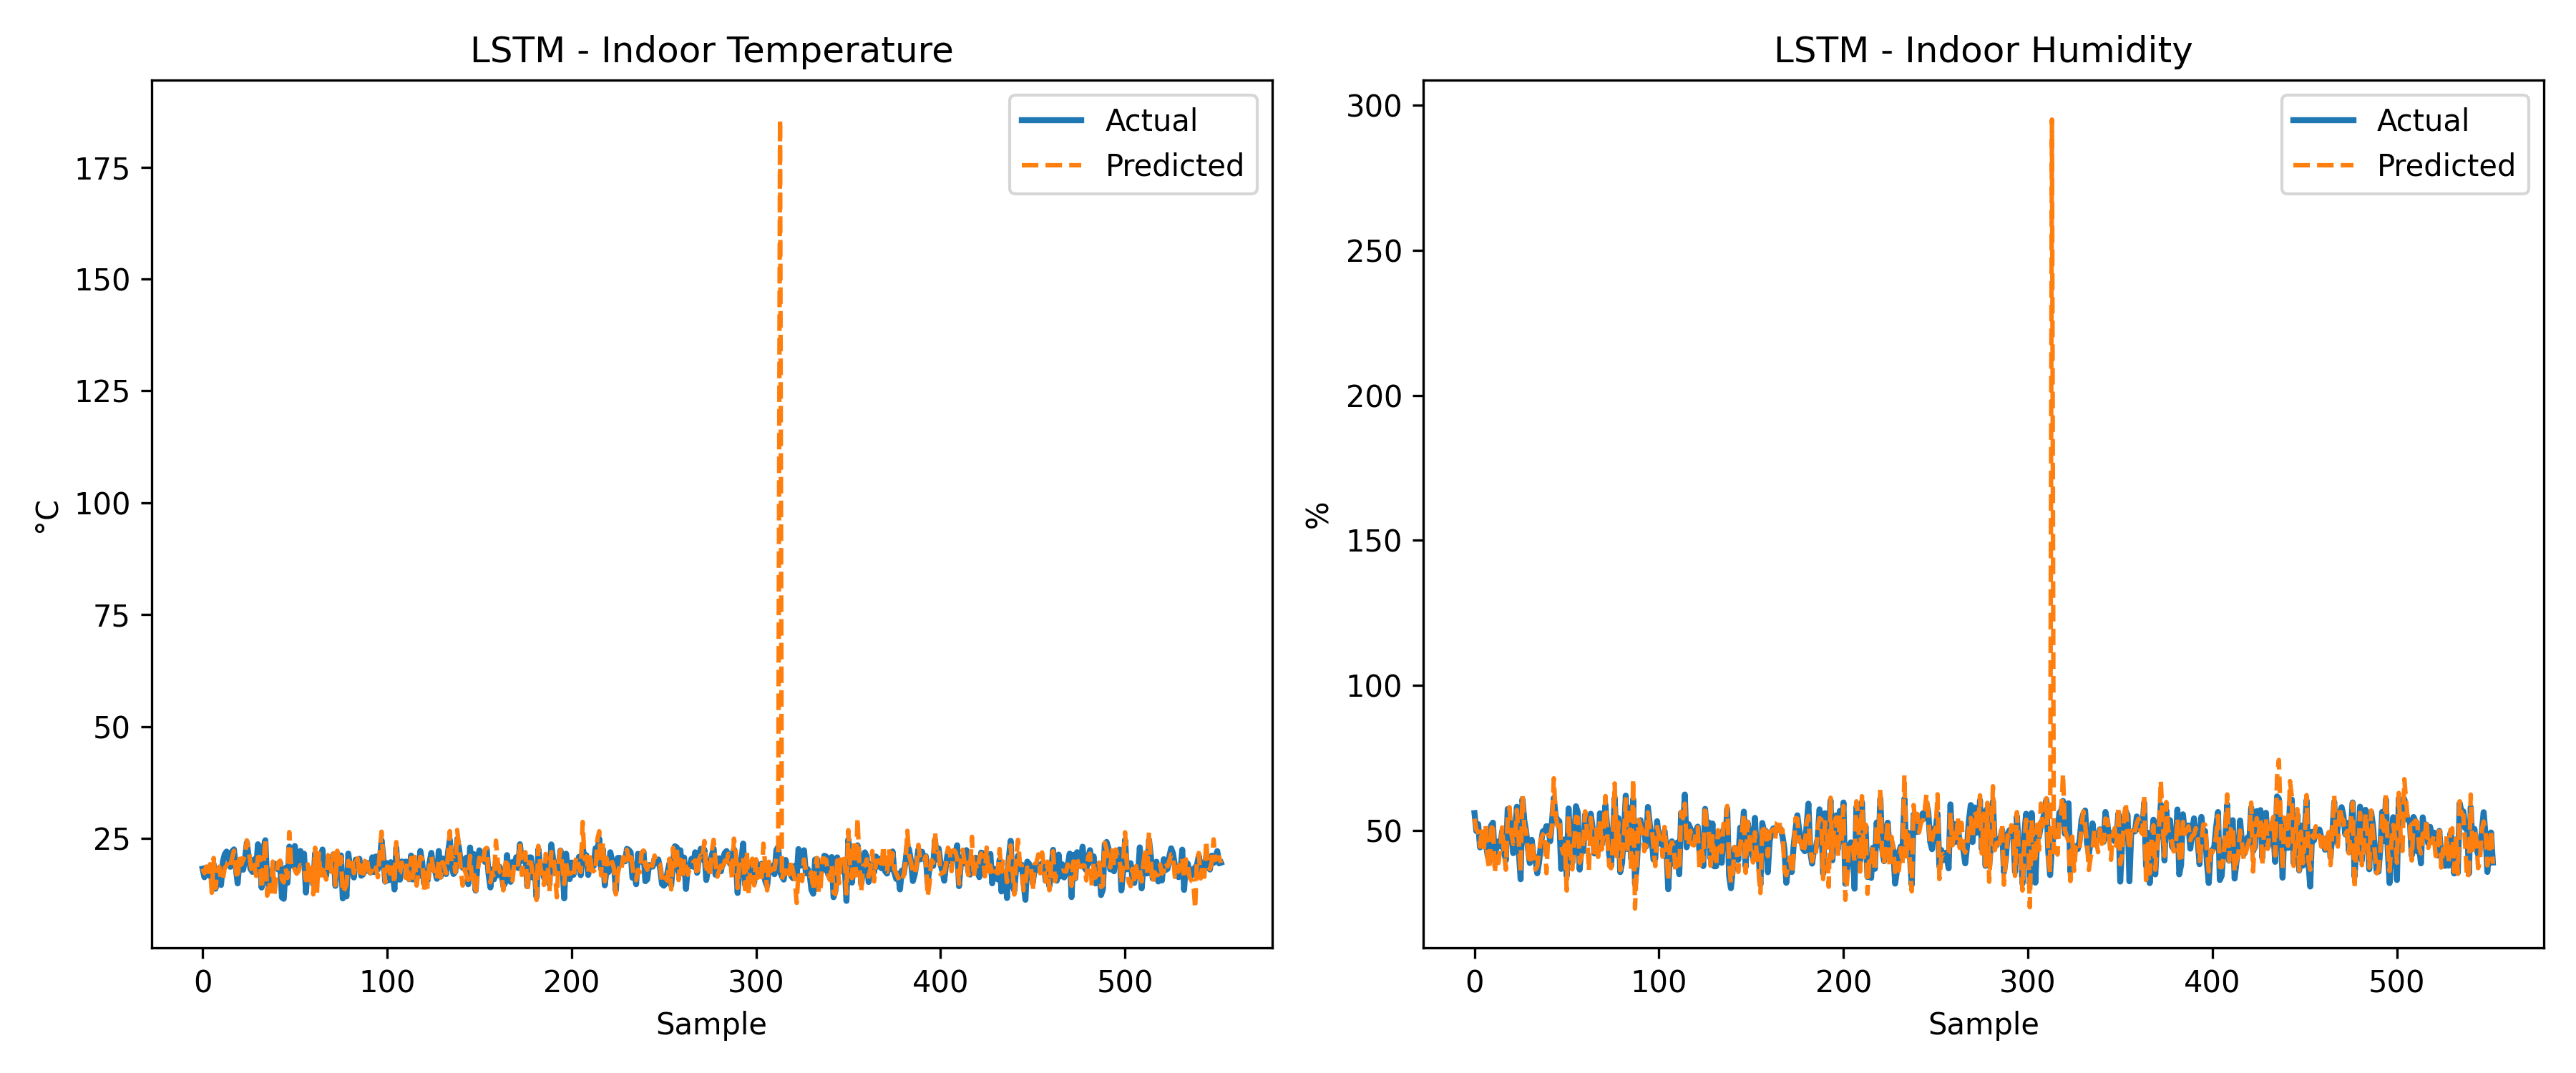 LSTM - Indoor Temperature
Actual
Predicted
175
150
125
100
75
50
25
°C
0 100 200 300 400 500
Sample
LSTM - Indoor Humidity
Actual
Predicted
300
250
200
150
100
50
%
0 100 200 300 400 500
Sample